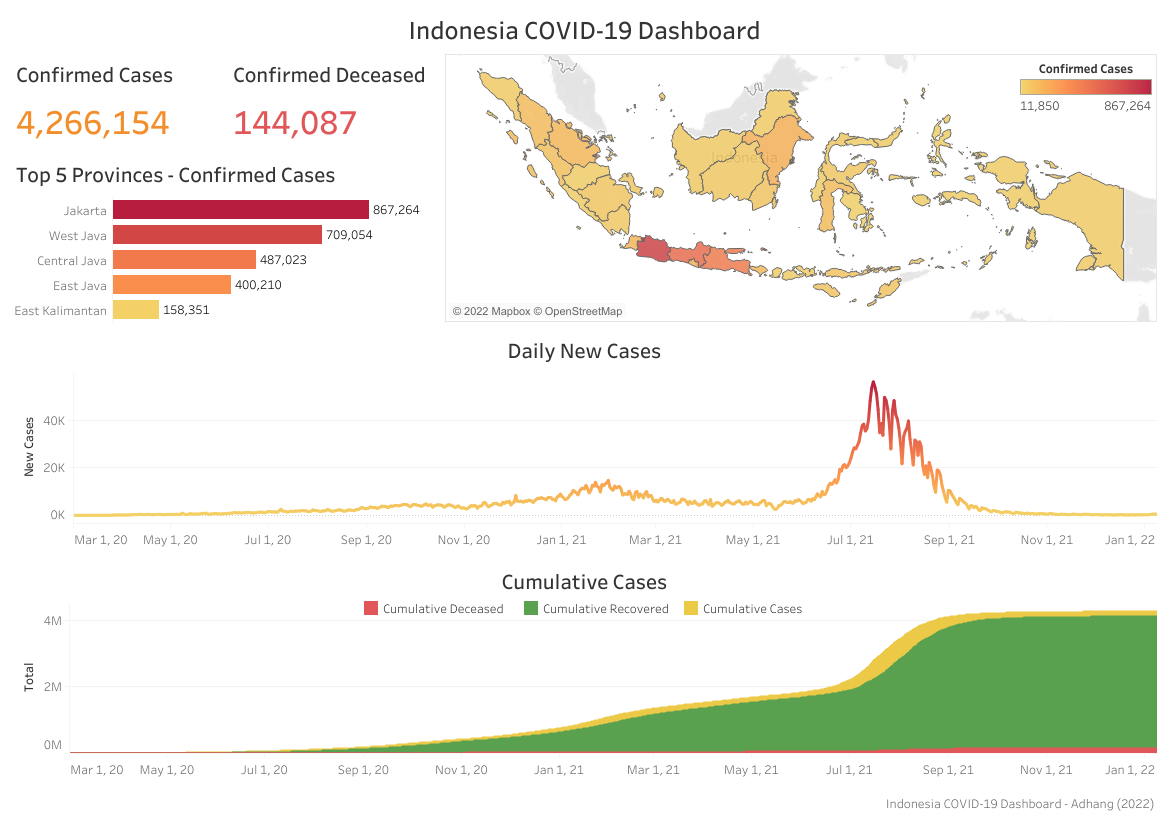 Indonesia COVID-19 Dashboard
Confirmed Cases
4,266,154
Confirmed Deceased
144,087
Top 5 Provinces - Confirmed Cases
Jakarta 867,264
West Java 709,054
Central Java 487,023
East Java 400,210
East Kalimantan 158,351
Confirmed Cases
11,850 867,264
Indonesia
© 2022 Mapbox © OpenStreetMap
Daily New Cases
New Cases
40K
20K
0K
Mar 1, 20 May 1, 20 Jul 1, 20 Sep 1, 20 Nov 1, 20 Jan 1, 21 Mar 1, 21 May 1, 21 Jul 1, 21 Sep 1, 21 Nov 1, 21 Jan 1, 22
Cumulative Cases
Cumulative Deceased Cumulative Recovered Cumulative Cases
Total
4M
2M
0M
Mar 1, 20 May 1, 20 Jul 1, 20 Sep 1, 20 Nov 1, 20 Jan 1, 21 Mar 1, 21 May 1, 21 Jul 1, 21 Sep 1, 21 Nov 1, 21 Jan 1, 22
Indonesia COVID-19 Dashboard - Adhang (2022)